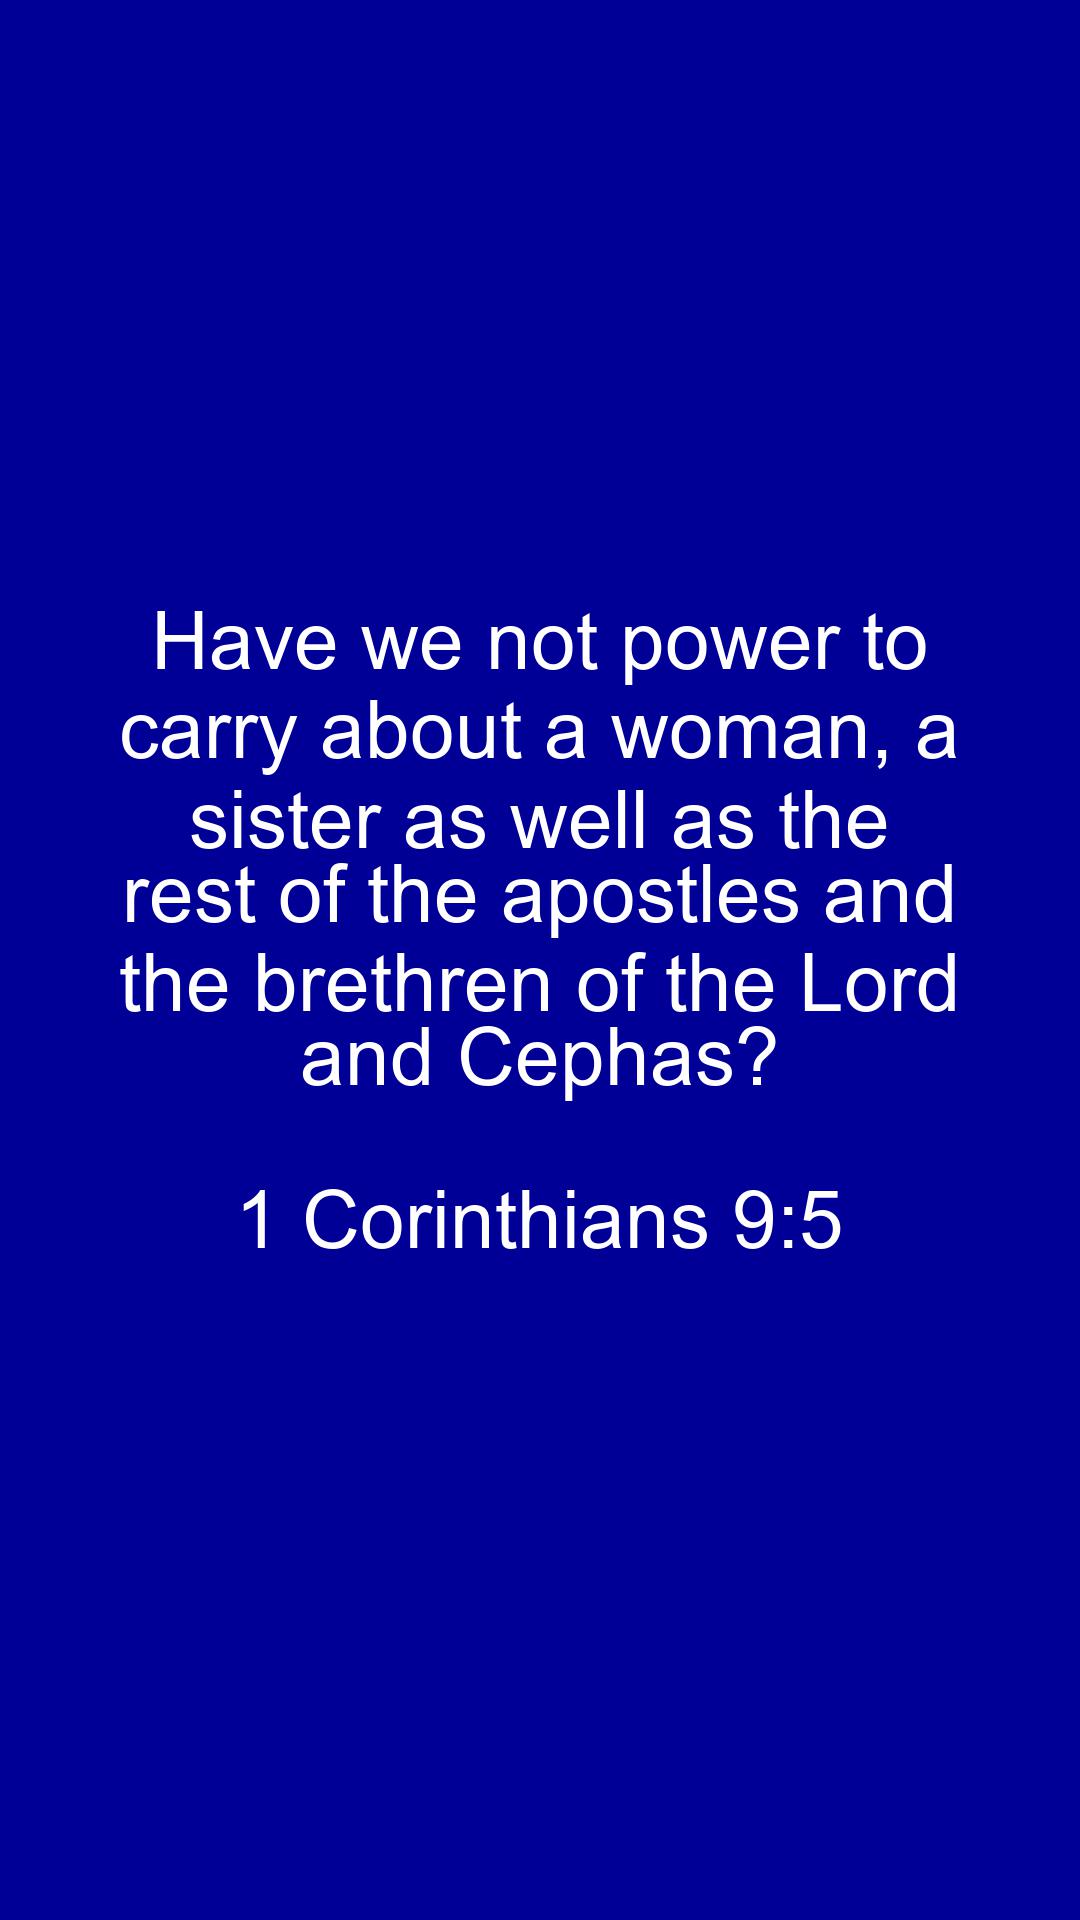 Have we not power to
carry about a woman, a
sister as well as the
rest of the apostles and
the brethren of the Lord
and Cephas?
1 Corinthians 9:5